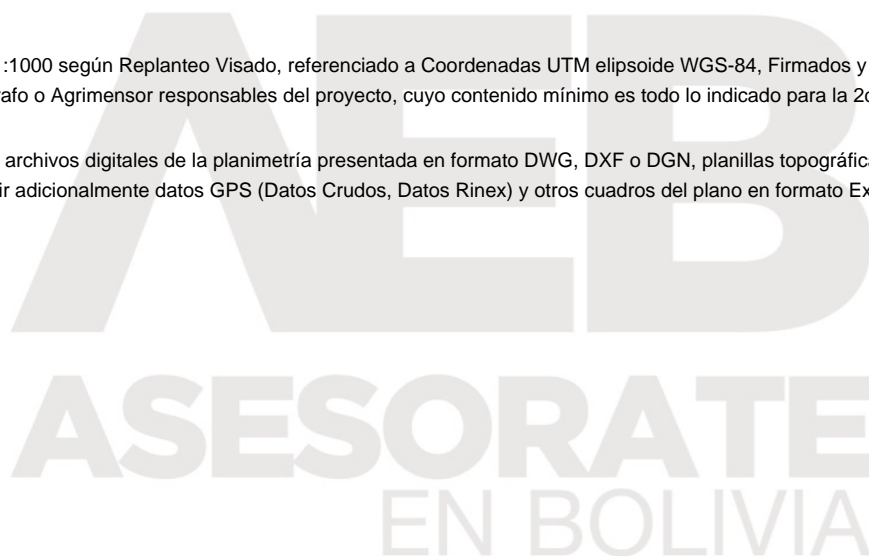 :1000 según Replanteo Visado, referenciado a Coordenadas UTM elipsoide WGS-84, Firmados y
afo o Agrimensor responsables del proyecto, cuyo contenido mínimo es todo lo indicado para la 2
archivos digitales de la planimetría presentada en formato DWG, DXF o DGN, planillas topográfic
ir adicionalmente datos GPS (Datos Crudos, Datos Rinex) y otros cuadros del plano en formato Ex
AEB
ASESORATE
EN BOLIVIA